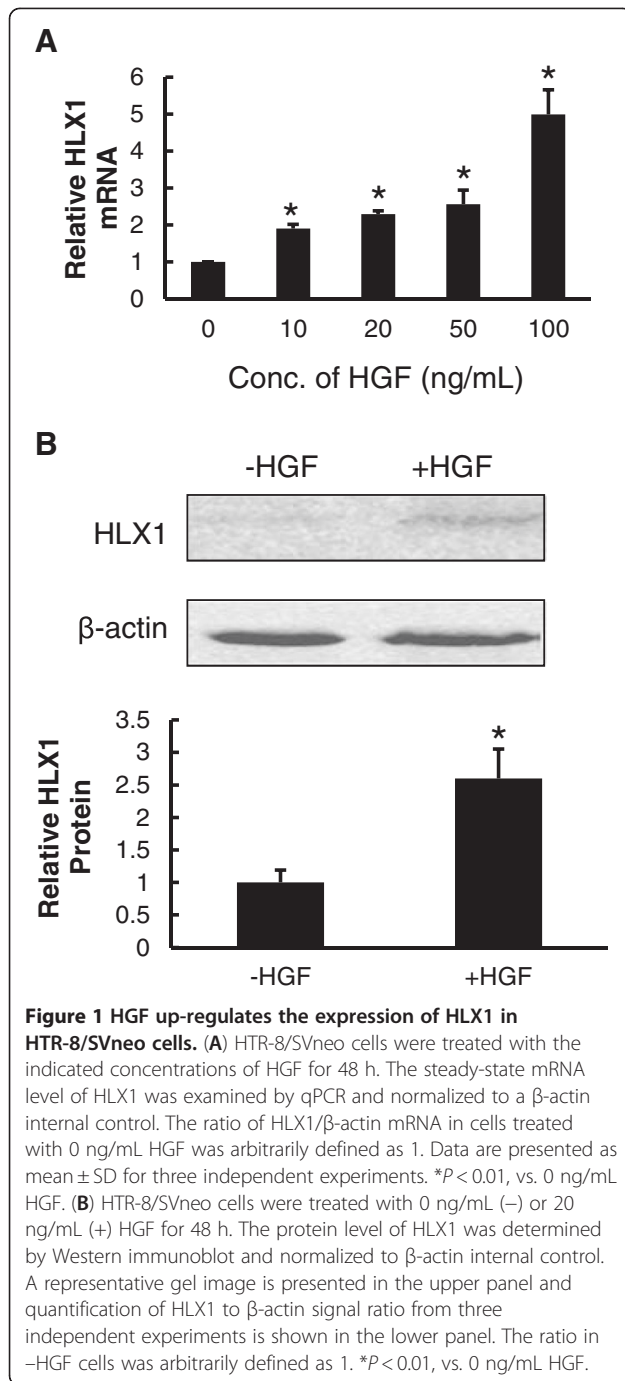 A
Relative HLX1
mRNA
6
5
4
3
2
1
0
*
*
*
*
0 10 20 50 100
Conc. of HGF (ng/mL)
B
-HGF +HGF
HLX1
β-actin
Relative HLX1
Protein
3.5
3
2.5
2
1.5
1
0.5
0
*
-HGF +HGF
Figure 1 HGF up-regulates the expression of HLX1 in
HTR-8/SVneo cells. (A) HTR-8/SVneo cells were treated with the
indicated concentrations of HGF for 48 h. The steady-state mRNA
level of HLX1 was examined by qPCR and normalized to a β-actin
internal control. The ratio of HLX1/β-actin mRNA in cells treated
with 0 ng/mL HGF was arbitrarily defined as 1. Data are presented as
mean ± SD for three independent experiments. *P < 0.01, vs. 0 ng/mL
HGF. (B) HTR-8/SVneo cells were treated with 0 ng/mL (−) or 20
ng/mL (+) HGF for 48 h. The protein level of HLX1 was determined
by Western immunoblot and normalized to β-actin internal control.
A representative gel image is presented in the upper panel and
quantification of HLX1 to β-actin signal ratio from three
independent experiments is shown in the lower panel. The ratio in
–HGF cells was arbitrarily defined as 1. *P < 0.01, vs. 0 ng/mL HGF.